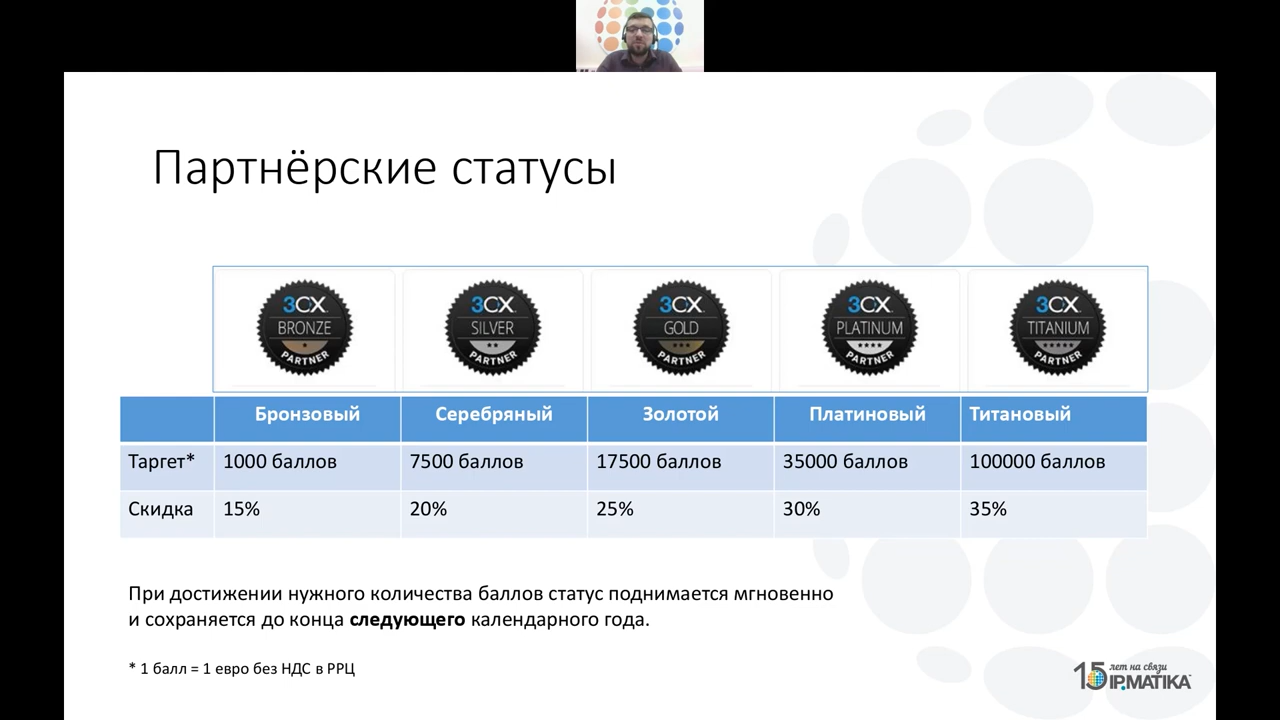 Партнёрские статусы
3CX 3CX 3CX 3CX 3CX
BRONZE SILVER GOLD PLATINUM TITANIUM
PARTNER PARTNER PARTNER PARTNER PARTNER
Бронзовый Серебряный Золотой Платиновый Титановый
Таргет* 1000 баллов 7500 баллов 17500 баллов 35000 баллов 100000 баллов
Скидка 15% 20% 25% 30% 35%
При достижении нужного количества баллов статус поднимается мгновенно
и сохраняется до конца следующего календарного года.
* 1 балл = 1 евро без НДС в РРЦ
15 лет на связи
IPMATIKA